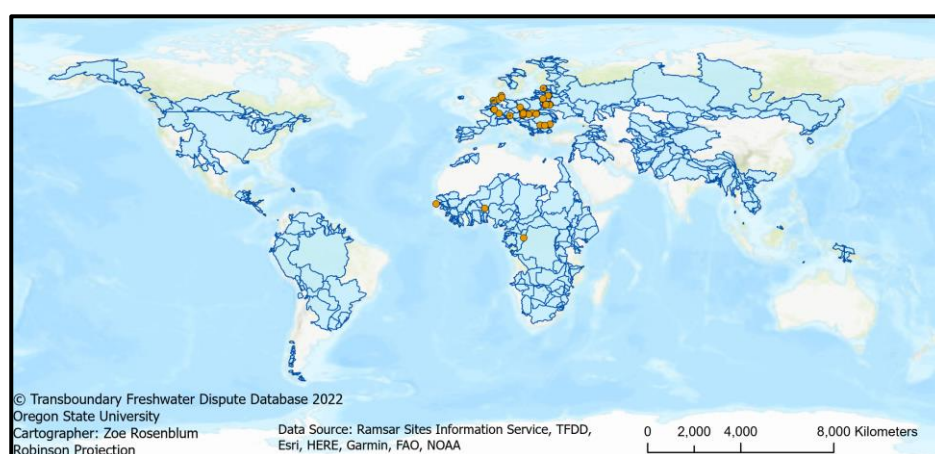 © Transboundary Freshwater Dispute Database 2022
Oregon State University
Cartographer: Zoe Rosenblum
Robinson Projection
Data Source: Ramsar Sites Information Service, TFDD,
Esri, HERE, Garmin, FAO, NOAA
0 2,000 4,000 8,000 Kilometers